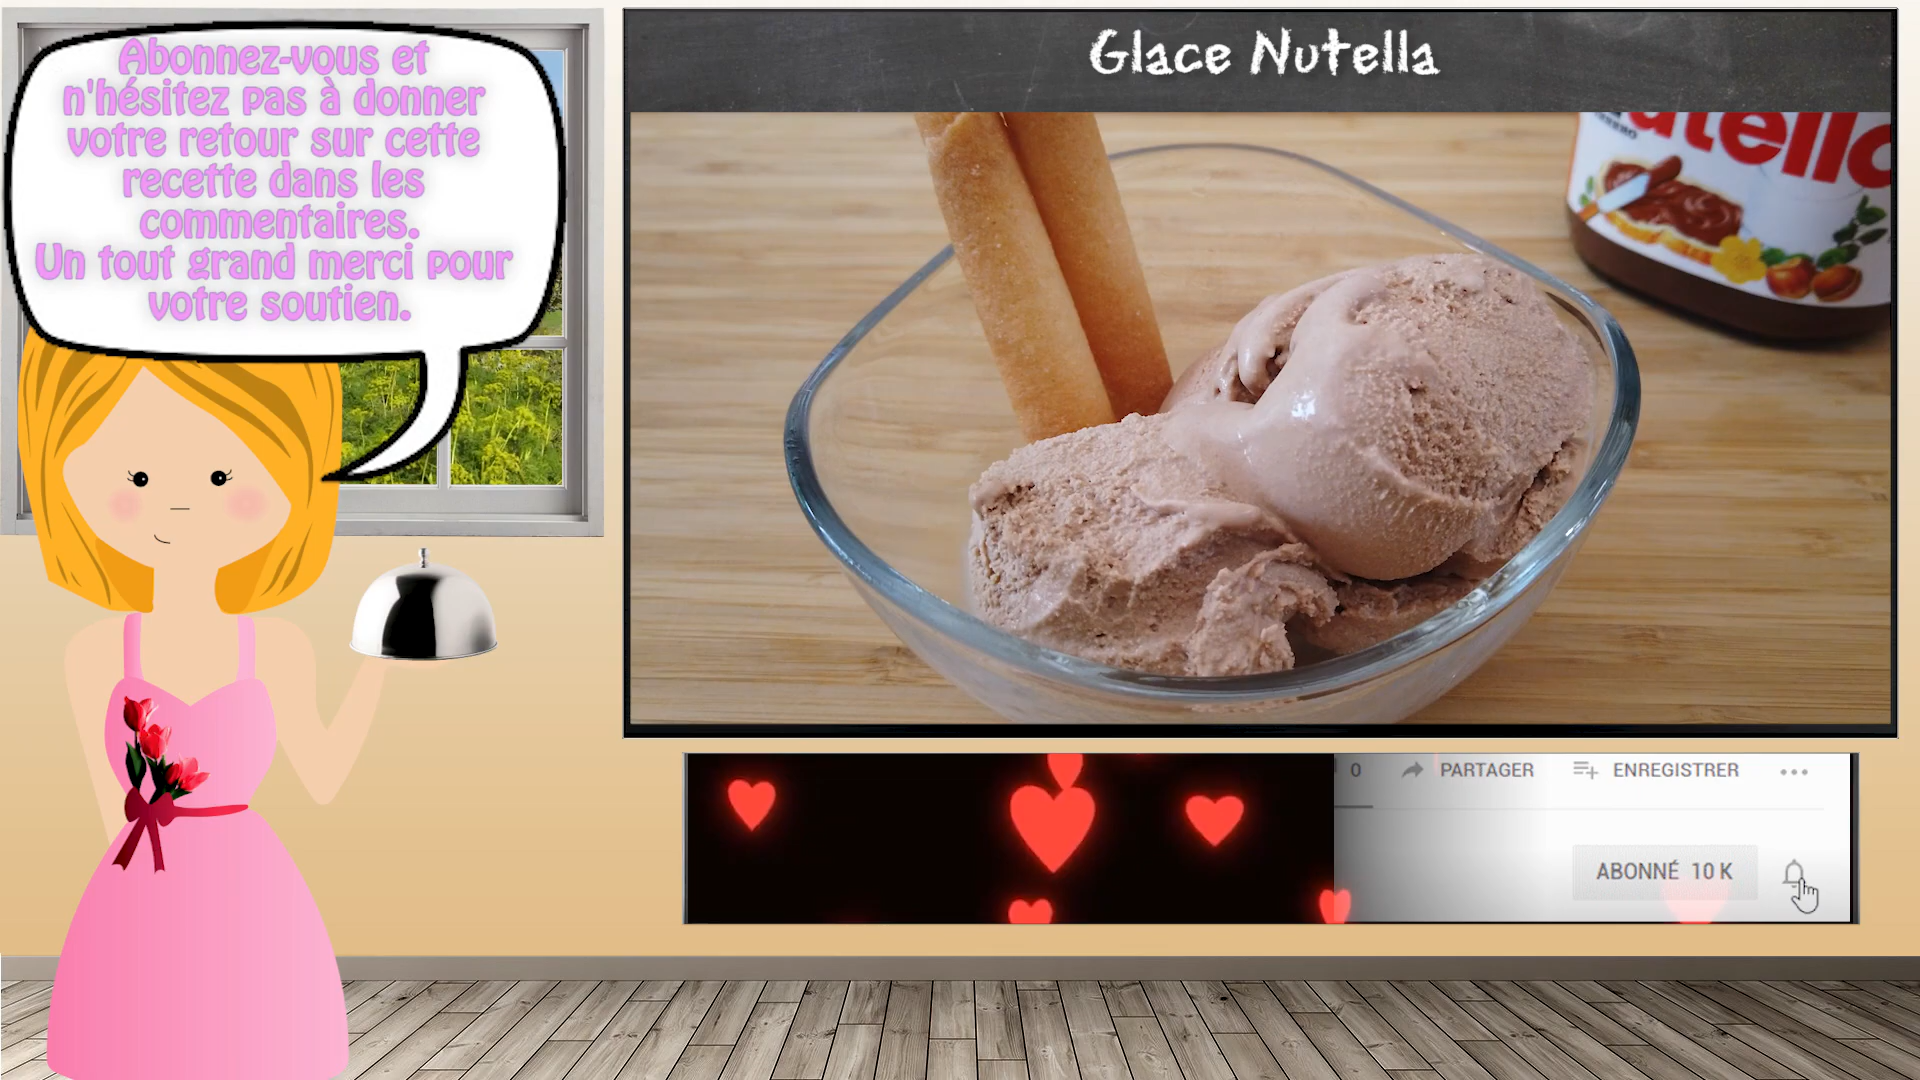 Abonnez-vous et
n'hésitez pas à donner
votre retour sur cette
recette dans les
commentaires.
Un tout grand merci pour
votre soutien.
Glace Nutella
nutella
0 PARTAGER ENREGISTRER
ABONNÉ 10 K